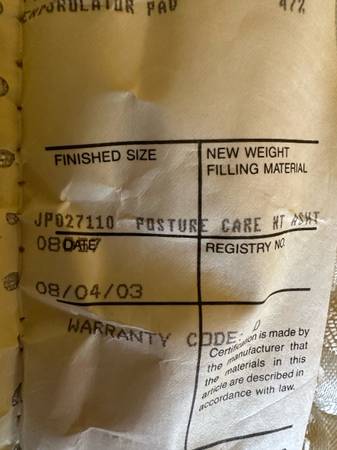 PAD 47%
FINISHED SIZE
NEW WEIGHT
FILLING MATERIAL
JP027110 POSTURE CARE
DATE
REGISTRY NO.
08/04/03
WARRANTY CODE: D
Certification is made by
the manufacturer that
the materials in this
article are described in
accordance with law.